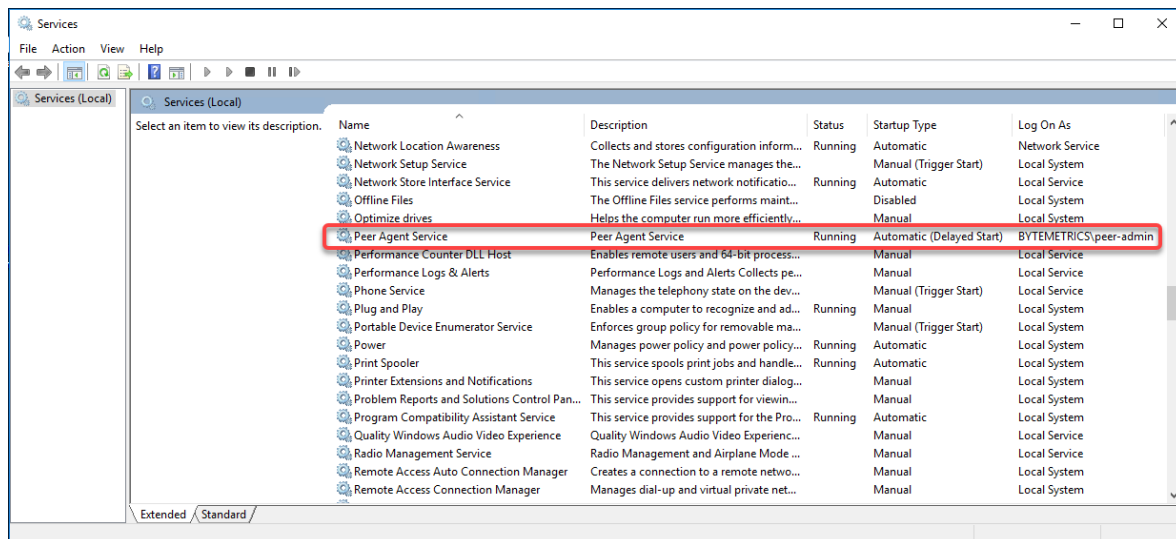 Services
File Action View Help
Services (Local)
Services (Local)
Select an item to view its description.
Name Description Status Startup Type Log On As
Network Location Awareness Collects and stores configuration inform... Running Automatic Network Service
Network Setup Service The Network Setup Service manages the... Manual (Trigger Start) Local System
Network Store Interface Service This service delivers network notificatio... Running Automatic Local Service
Offline Files The Offline Files service performs maint... Disabled Local System
Optimize drives Helps the computer run more efficiently... Manual Local System
Peer Agent Service Peer Agent Service Running Automatic (Delayed Start) BYTEMETRICS\peer-admin
Performance Counter DLL Host Enables remote users and 64-bit process... Manual Local Service
Performance Logs & Alerts Performance Logs and Alerts Collects pe... Manual Local Service
Phone Service Manages the telephony state on the dev... Manual (Trigger Start) Local Service
Plug and Play Enables a computer to recognize and ad... Running Manual Local System
Portable Device Enumerator Service Enforces group policy for removable ma... Manual (Trigger Start) Local System
Power Manages power policy and power policy... Running Automatic Local System
Print Spooler This service spools print jobs and handle... Running Automatic Local System
Printer Extensions and Notifications This service opens custom printer dialog... Manual Local System
Problem Reports and Solutions Control Pan... This service provides support for viewin... Manual Local System
Program Compatibility Assistant Service This service provides support for the Pro... Running Automatic Local System
Quality Windows Audio Video Experience Quality Windows Audio Video Experienc... Manual Local Service
Radio Management Service Radio Management and Airplane Mode ... Manual Local Service
Remote Access Auto Connection Manager Creates a connection to a remote netwo... Manual Local System
Remote Access Connection Manager Manages dial-up and virtual private net... Manual Local System
Extended Standard